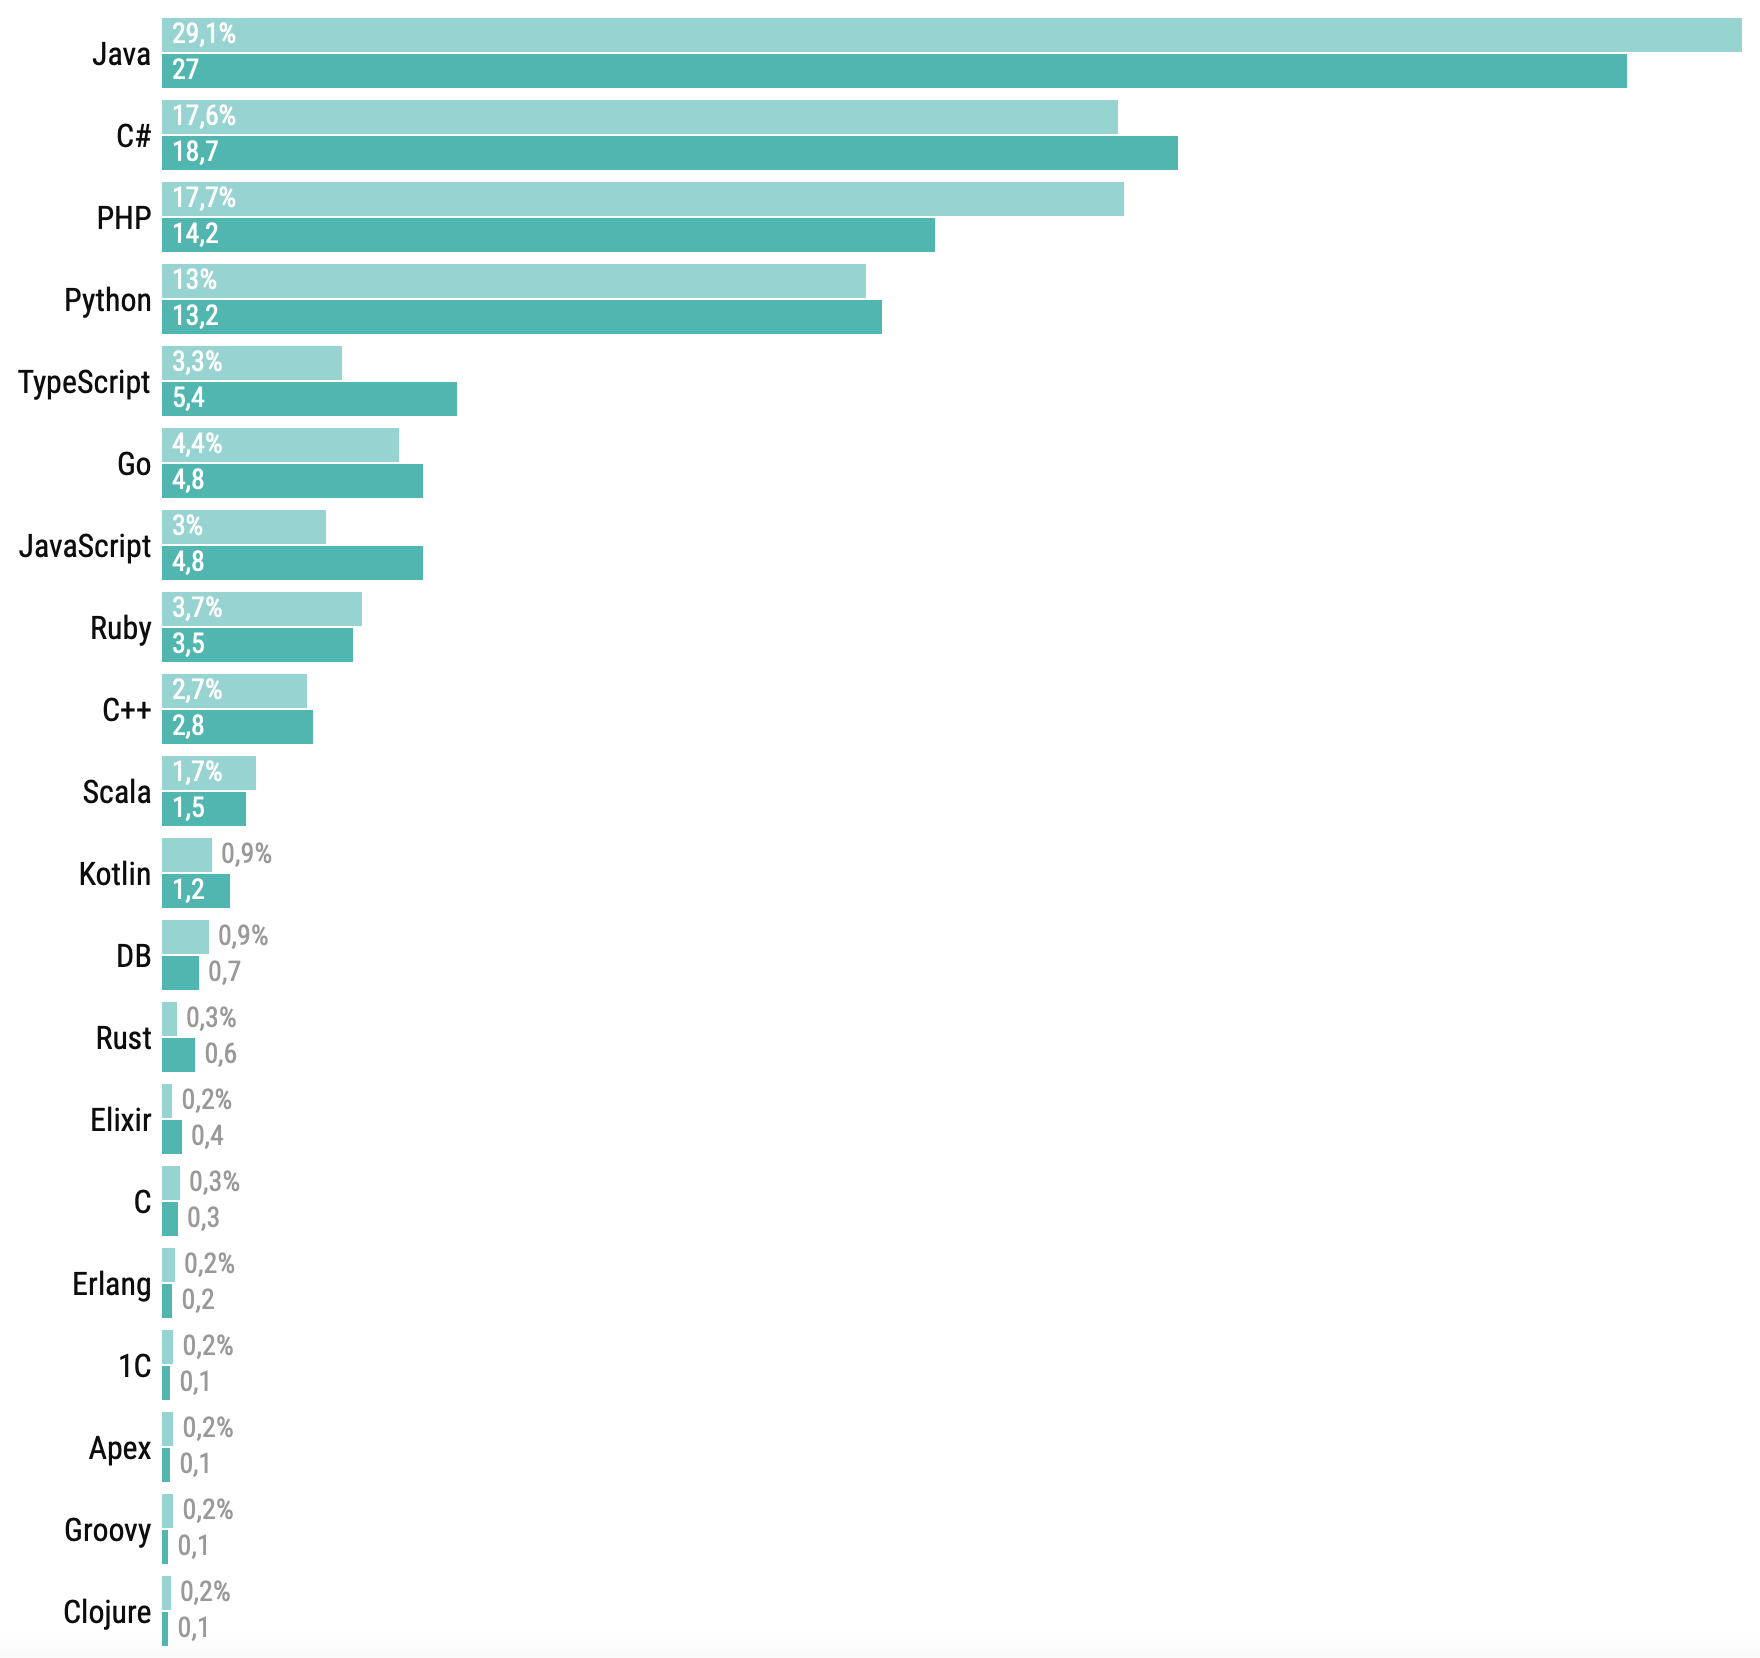 Java
29,1%
27
C#
17,6%
18,7
PHP
17,7%
14,2
Python
13%
13,2
TypeScript
3,3%
5,4
Go
4,4%
4,8
JavaScript
3%
4,8
Ruby
3,7%
3,5
C++
2,7%
2,8
Scala
1,7%
1,5
Kotlin
0,9%
1,2
DB
0,9%
0,7
Rust
0,3%
0,6
Elixir
0,2%
0,4
C
0,3%
0,3
Erlang
0,2%
0,2
1C
0,2%
0,1
Apex
0,2%
0,1
Groovy
0,2%
0,1
Clojure
0,2%
0,1